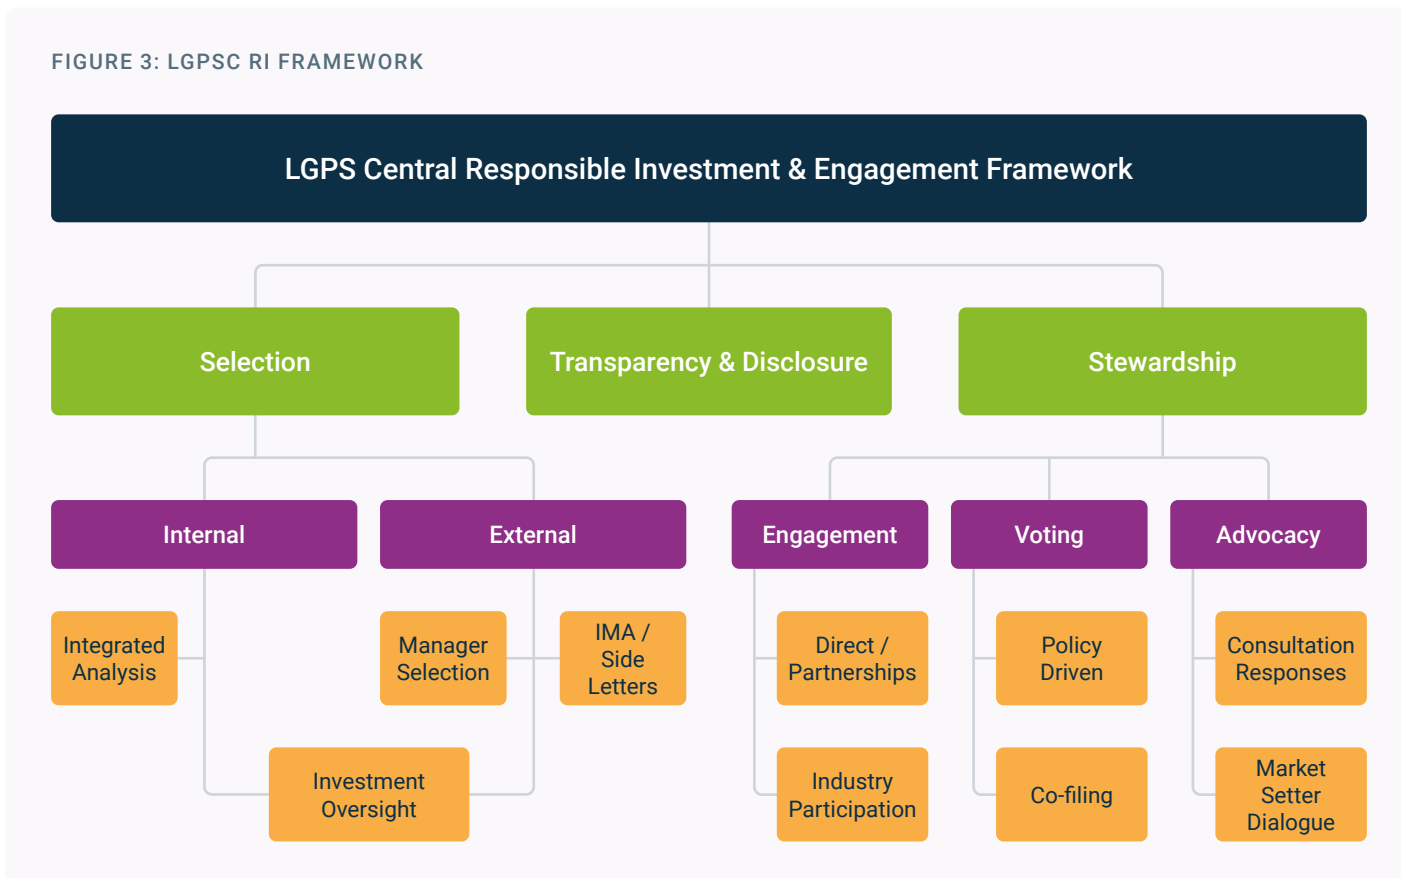 FIGURE 3: LGPSC RI FRAMEWORK
LGPS Central Responsible Investment & Engagement Framework
Selection
Transparency & Disclosure
Stewardship
Internal
External
Engagement
Voting
Advocacy
Integrated
Analysis
Manager
Selection
IMA /
Side
Letters
Direct /
Partnerships
Policy
Driven
Consultation
Responses
Investment
Oversight
Industry
Participation
Co-filing
Market
Setter
Dialogue